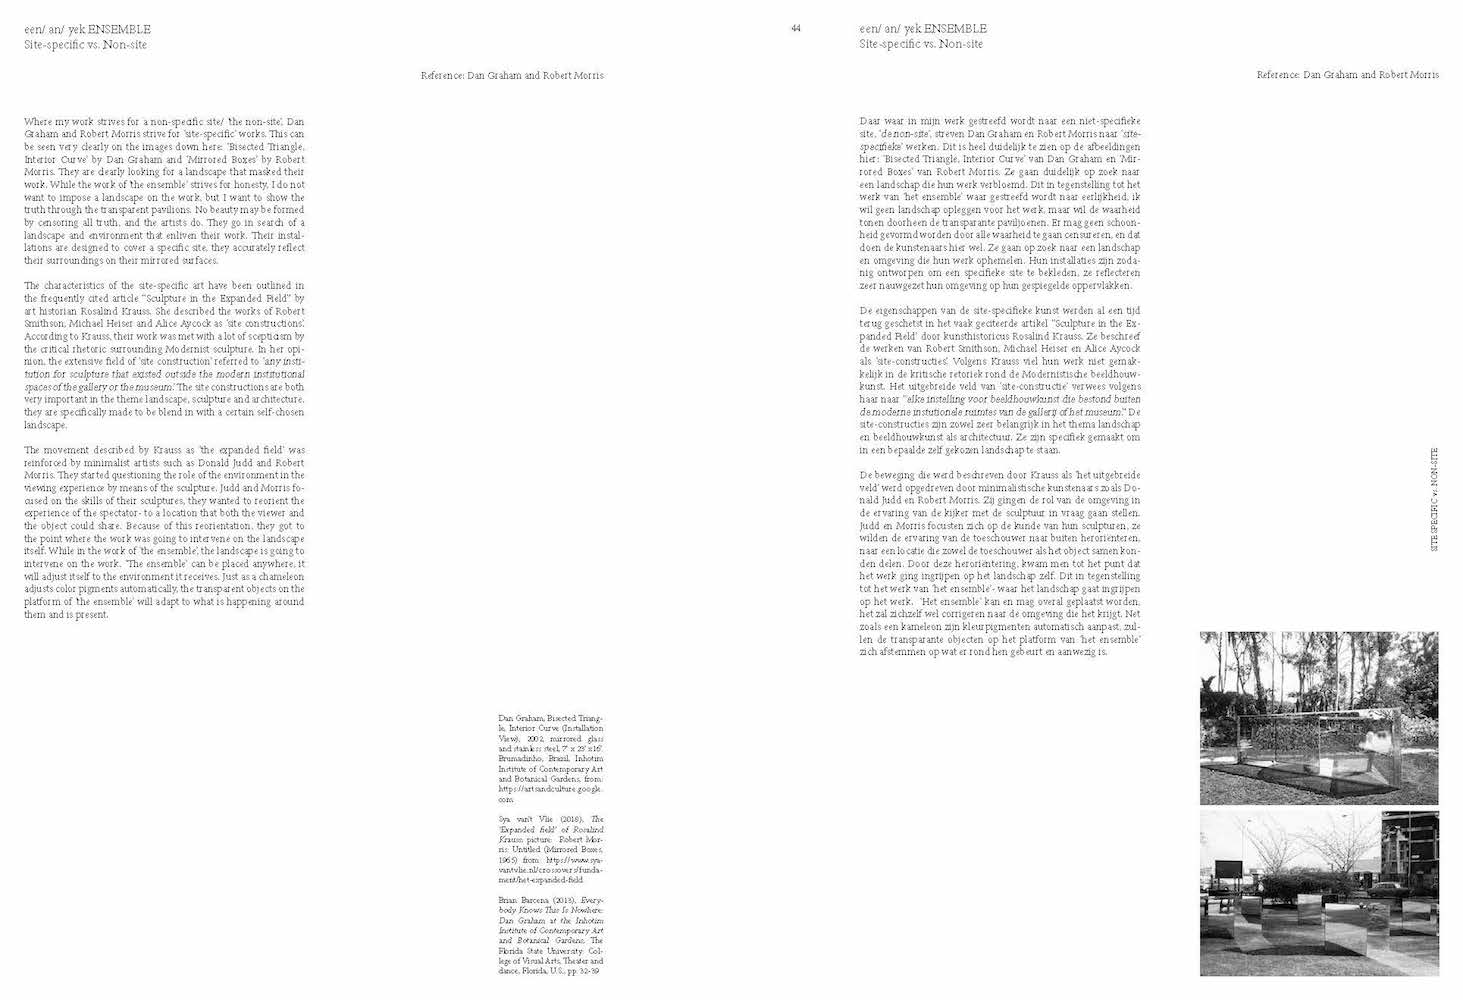 een/ an/ yek ENSEMBLE
Site-specific vs. Non-site
Reference: Dan Graham and Robert Morris
Where my work strives for a non-specific site/ 'the non-site', Dan
Graham and Robert Morris strive for 'site-specific' works. This can
be seen very clearly on the images down here: 'Bisected Triangle,
Interior Curve' by Dan Graham and 'Mirrored Boxes' by Robert
Morris. They are clearly looking for a landscape that masked their
work. While the work of 'the ensemble' strives for honesty, I do not
want to impose a landscape on the work, but I want to show the
truth through the transparent pavilions. No beauty may be formed
by censoring all truth, and the artists do. They go in search of a
landscape and environment that enliven their work. Their instal-
lations are designed to cover a specific site, they accurately reflect
their surroundings on their mirrored surfaces.
The characteristics of the site-specific art have been outlined in
the frequently cited article "Sculpture in the Expanded Field" by
art historian Rosalind Krauss. She described the works of Robert
Smithson, Michael Heiser and Alice Aycock as 'site constructions'.
According to Krauss, their work was met with a lot of scepticism by
the critical rhetoric surrounding Modernist sculpture. In her opi-
nion, the extensive field of 'site construction' referred to 'any insti-
tution for sculpture that existed outside the modern institutional
spaces of the gallery or the museum.' The site constructions are both
very important in the theme landscape, sculpture and architecture,
they are specifically made to be blend in with a certain self-chosen
landscape.
The movement described by Krauss as 'the expanded field' was
reinforced by minimalist artists such as Donald Judd and Robert
Morris. They started questioning the role of the environment in the
viewing experience by means of the sculpture. Judd and Morris fo-
cused on the skills of their sculptures, they wanted to reorient the
experience of the spectator- to a location that both the viewer and
the object could share. Because of this reorientation, they got to
the point where the work was going to intervene on the landscape
itself. While in the work of 'the ensemble', the landscape is going to
intervene on the work. 'The ensemble' can be placed anywhere, it
will adjust itself to the environment it receives. Just as a chameleon
adjusts color pigments automatically, the transparent objects on the
platform of 'the ensemble' will adapt to what is happening around
them and is present.
Dan Graham, Bisected Triang-
le, Interior Curve (Installation
View), 2002, mirrored glass
and stainless steel, 7' x 23' x 16'.
Brumadinho, Brazil, Inhotim
Institute of Contemporary Art
and Botanical Gardens, from:
https://artsandculture.google.
com
Sya van't Vlie (2018), The
'Expanded field' of Rosalind
Krauss: picture: Robert Mor-
ris: Untitled (Mirrored Boxes,
1965) from: https://www.sya-
vantvlie.nl/crossovers/funda-
ment/het-expanded-field
Brian Barcena (2013), Every-
body Knows This Is Nowhere:
Dan Graham at the Inhotim
Institute of Contemporary Art
and Botanical Gardens, The
Florida State University: Col-
lege of Visual Arts, Theater and
dance, Florida, U.S., pp. 32-39
44
een/ an/ yek ENSEMBLE
Site-specific vs. Non-site
Reference: Dan Graham and Robert Morris
Daar waar in mijn werk gestreefd wordt naar een niet-specifieke
site, 'de non-site', streven Dan Graham en Robert Morris naar 'site-
specifieke' werken. Dit is heel duidelijk te zien op de afbeeldingen
hier: 'Bisected Triangle, Interior Curve' van Dan Graham en 'Mir-
rored Boxes' van Robert Morris. Ze gaan duidelijk op zoek naar
een landschap die hun werk verbloemd. Dit in tegenstelling tot het
werk van 'het ensemble' waar gestreefd wordt naar eerlijkheid, ik
wil geen landschap opleggen voor het werk, maar wil de waarheid
tonen doorheen de transparante paviljoenen. Er mag geen schoon-
heid gevormd worden door alle waarheid te gaan censureren, en dat
doen de kunstenaars hier wel. Ze gaan op zoek naar een landschap
en omgeving die hun werk ophemelen. Hun installaties zijn zoda-
nig ontworpen om een specifieke site te bekleden, ze reflecteren
zeer nauwgezet hun omgeving op hun gespiegelde oppervlakken.
De eigenschappen van de site-specifieke kunst werden al een tijd
terug geschetst in het vaak geciteerde artikel "Sculpture in the Ex-
panded Field" door kunsthistoricus Rosalind Krauss. Ze beschreef
de werken van Robert Smithson, Michael Heiser en Alice Aycock
als 'site-constructies'. Volgens Krauss viel hun werk niet gemak-
kelijk in de kritische retoriek rond de Modernistische beeldhouw-
kunst. Het uitgebreide veld van 'site-constructie' verwees volgens
haar naar "elke instelling voor beeldhouwkunst die bestond buiten
de moderne instutionele ruimtes van de gallerij of het museum." De
site-constructies zijn zowel zeer belangrijk in het thema landschap
en beeldhouwkunst als architectuur. Ze zijn specifiek gemaakt om
in een bepaalde zelf gekozen landschap te staan.
De beweging die werd beschreven door Krauss als 'het uitgebreide
veld' werd opgedreven door minimalistische kunstenaars zoals Do-
nald Judd en Robert Morris. Zij gingen de rol van de omgeving in
de ervaring van de kijker met de sculptuur in vraag gaan stellen.
Judd en Morris focusten zich op de kunde van hun sculpturen, ze
wilden de ervaring van de toeschouwer naar buiten heroriënteren,
naar een locatie die zowel de toeschouwer als het object samen kon-
den delen. Door deze heroriëntering, kwam men tot het punt dat
het werk ging ingrijpen op het landschap zelf. Dit in tegenstelling
tot het werk van 'het ensemble'- waar het landschap gaat ingrijpen
op het werk. 'Het ensemble' kan en mag overal geplaatst worden,
het zal zichzelf wel corrigeren naar de omgeving die het krijgt. Net
zoals een kameleon zijn kleurpigmenten automatisch aanpast, zul-
len de transparante objecten op het platform van 'het ensemble'
zich afstemmen op wat er rond hen gebeurt en aanwezig is.
SITE SPECIFIC vs. NON-SITE